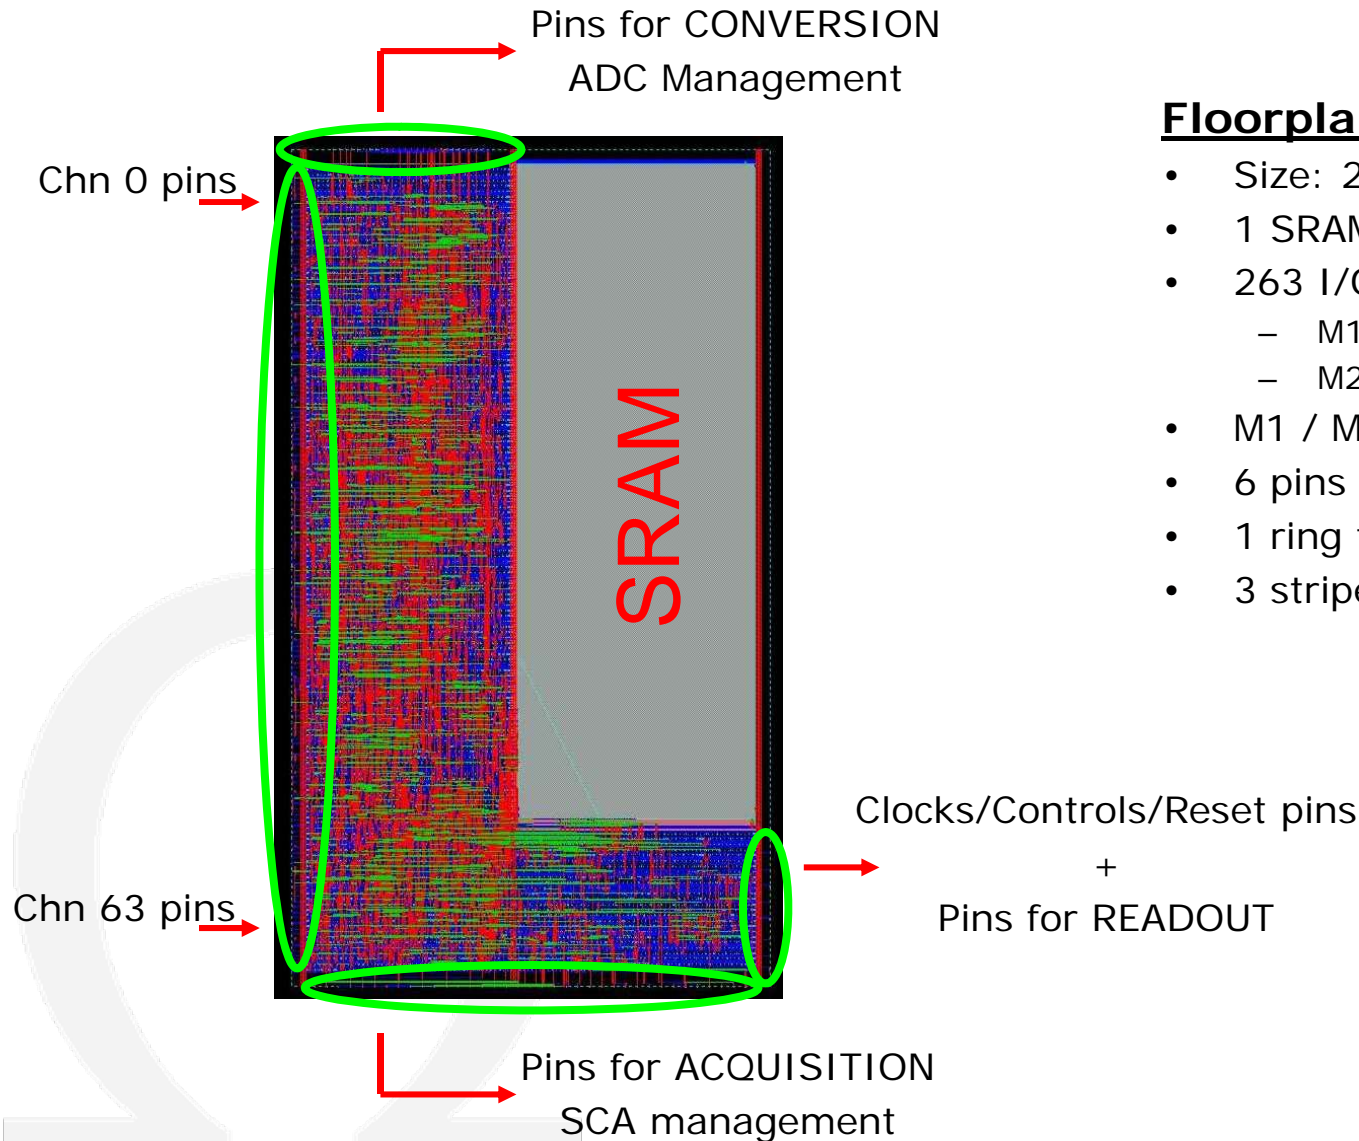 Pins for CONVERSION
ADC Management
Chn 0 pins
SRAM
Chn 63 pins
Clocks/Controls/Reset pins
+
Pins for READOUT
Pins for ACQUISITION
SCA management
Floorpla
• Size: 2
• 1 SRAM
• 263 I/O
– M1
– M2
• M1 / M
• 6 pins
• 1 ring
• 3 stripe